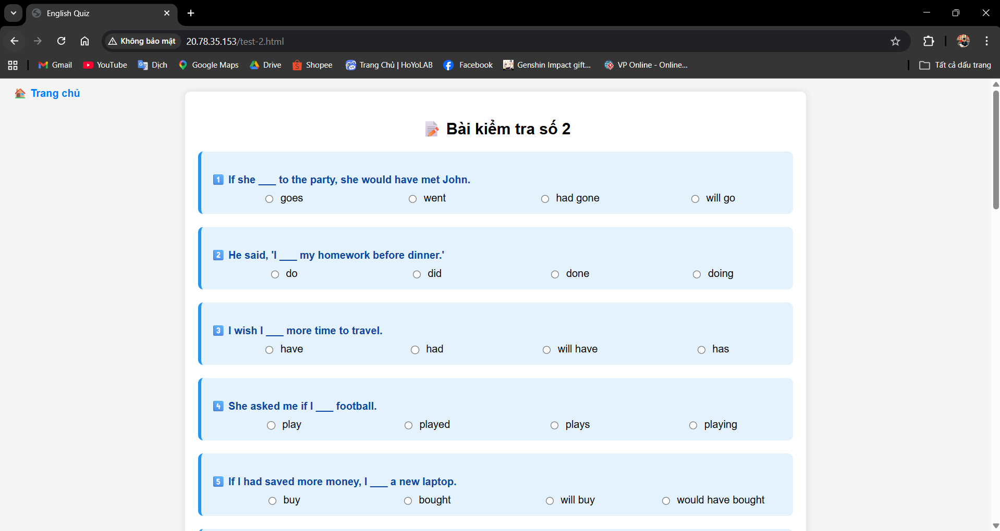 English Quiz
Không bảo mật 20.78.35.153/test-2.html
Gmail YouTube Dịch Google Maps Drive Shopee Trang Chủ | HoYoLAB Facebook Genshin Impact gift... VP Online - Online... Tất cả dấu trang
Trang chủ
Bài kiểm tra số 2
1 If she ___ to the party, she would have met John.
goes went had gone will go
2 He said, 'I ___ my homework before dinner.'
do did done doing
3 I wish I ___ more time to travel.
have had will have has
4 She asked me if I ___ football.
play played plays playing
5 If I had saved more money, I ___ a new laptop.
buy bought will buy would have bought